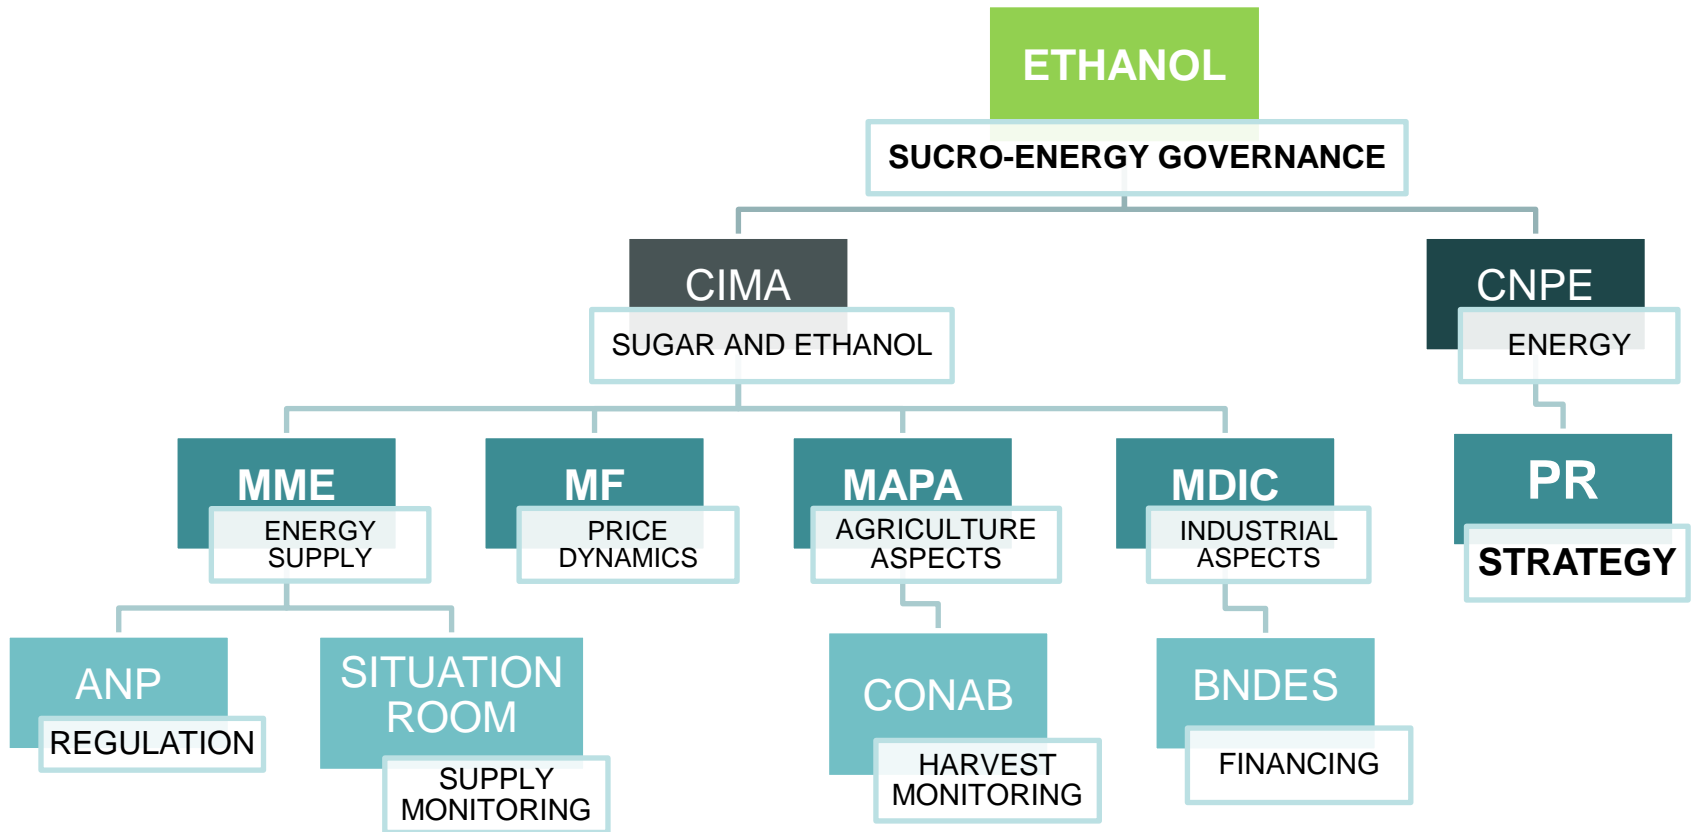 ETHANOL
SUCRO-ENERGY GOVERNANCE
CIMA
SUGAR AND ETHANOL
CNPE
ENERGY
MME
ENERGY
SUPPLY
MF
PRICE
DYNAMICS
MAPA
AGRICULTURE
ASPECTS
MDIC
INDUSTRIAL
ASPECTS
PR
STRATEGY
ANP
REGULATION
SITUATION
ROOM
SUPPLY
MONITORING
CONAB
HARVEST
MONITORING
BNDES
FINANCING